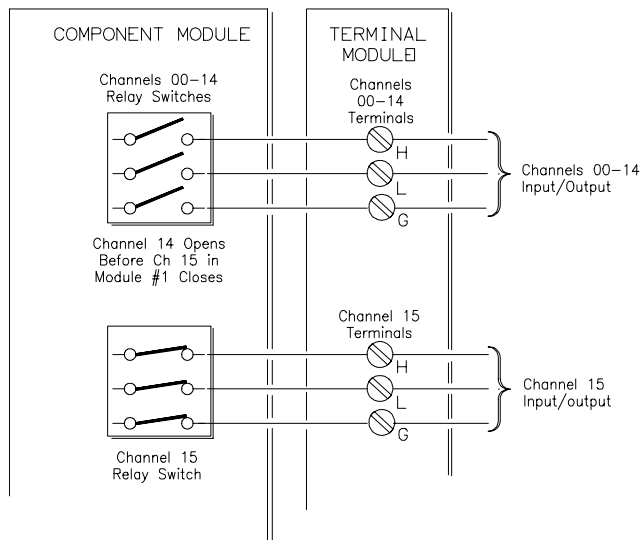 COMPONENT MODULE
TERMINAL
MODULE
Channels 00-14
Relay Switches
Channels
00-14
Terminals
H
L
G
Channels 00-14
Input/Output
Channel 14 Opens
Before Ch 15 in
Module #1 Closes
Channel 15
Terminals
H
L
G
Channel 15
Input/output
Channel 15
Relay Switch